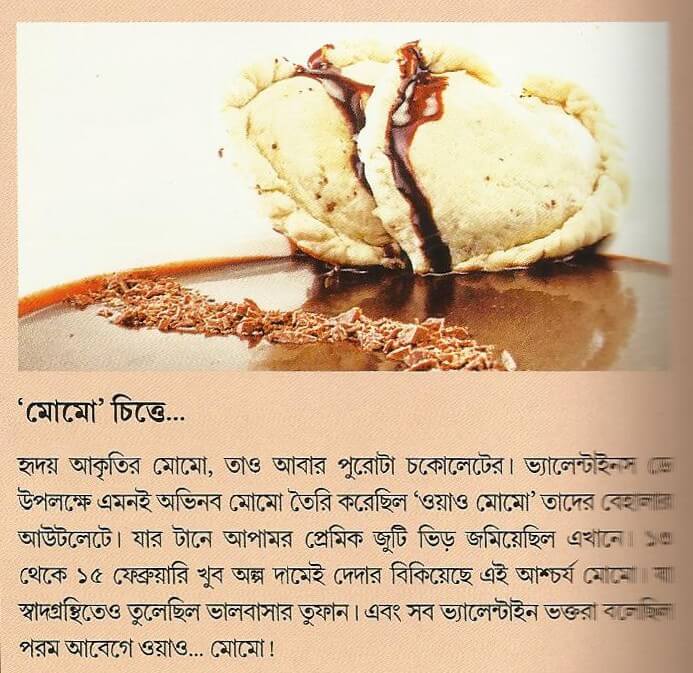 ‘মোমো’ চিত্তে...
হৃদয় আকৃতির মোমো, তাও আবার পুরোটা চকোলেটের। ভ্যালেন্টাইনস ডে
উপলক্ষে এমনই অভিনব মোমো তৈরি করেছিল ‘ওয়াও মোমো’ তাদের বেহালার
আউটলেটে। যার টানে আপামর প্রেমিক জুটি ভিড় জমিয়েছিল এখানে। ১৩
থেকে ১৫ ফেব্রুয়ারি খুব অল্প দামেই দেদার বিকিয়েছে এই আশ্চর্য মোমো। যা
স্বাদগ্রন্থিতেও তুলেছিল ভালবাসার তুফান। এবং সব ভ্যালেন্টাইন ভক্তরা
পরম আবেগে ওয়াও... মোমো!